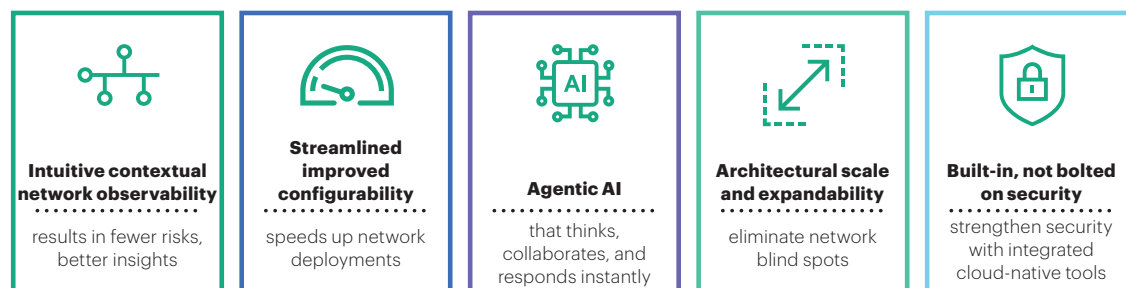 Intuitive contextual
network observability
results in fewer risks,
better insights
Streamlined
improved
configurability
speeds up network
deployments
AI
Agentic AI
that thinks,
collaborates, and
responds instantly
Architectural scale
and expandability
eliminate network
blind spots
Built-in, not bolted
on security
strengthen security
with integrated
cloud-native tools